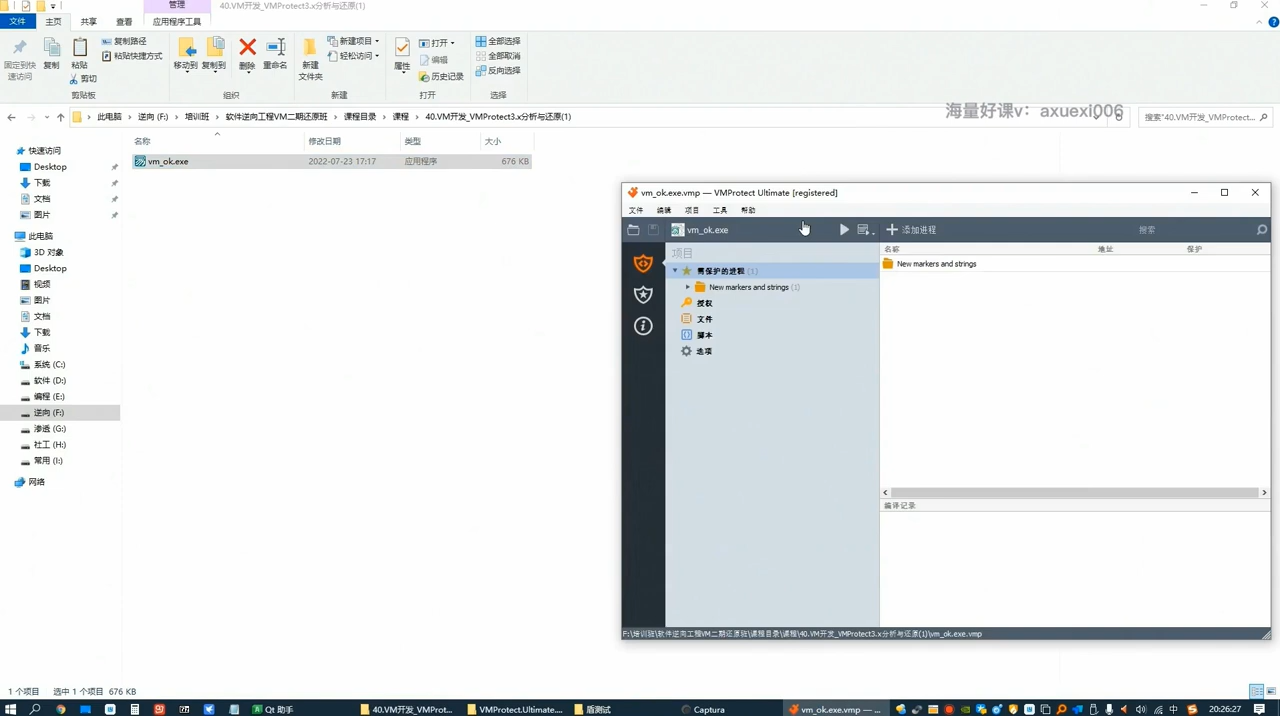 管理
40.VM开发_VMProtect3.x分析与还原(1)
文件
主页
共享
查看
应用程序工具
固定到快速访问
复制
粘贴
复制路径
粘贴快捷方式
剪切
剪贴板
移动到
复制到
删除
重命名
组织
新建
文件夹
新建项目
轻松访问
新建
属性
打开
编辑
历史记录
打开
全部选择
全部取消
反向选择
选择
海量好课v：axuexi006
此电脑 > 逆向 (F:) > 培训班 > 软件逆向工程VM二期还原班 > 课程目录 > 课程 > 40.VM开发_VMProtect3.x分析与还原(1)
搜索"40.VM开发_VMProtect...
名称 修改日期 类型 大小
vm_ok.exe 2022-07-23 17:17 应用程序 676 KB
快速访问
Desktop
下载
文档
图片
此电脑
3D 对象
Desktop
视频
图片
文档
下载
音乐
系统 (C:)
软件 (D:)
编程 (E:)
逆向 (F:)
渗透 (G:)
社工 (H:)
常用 (I:)
网络
vm_ok.exe.vmp — VMProtect Ultimate [registered]
文件 编辑 项目 工具 帮助
vm_ok.exe
添加进程
搜索
项目
需保护的进程 (1)
New markers and strings (1)
授权
文件
脚本
选项
名称 地址 保护
New markers and strings
编译记录
F:\培训班\软件逆向工程VM二期还原班\课程目录\课程\40.VM开发_VMProtect3.x分析与还原(1)\vm_ok.exe.vmp
1 个项目 选中 1 个项目 676 KB
Qt 助手
40.VM开发_VMProt...
VMProtect.Ultimate....
盾测试
Captura
vm_ok.exe.vmp — ...
中
20:26:27